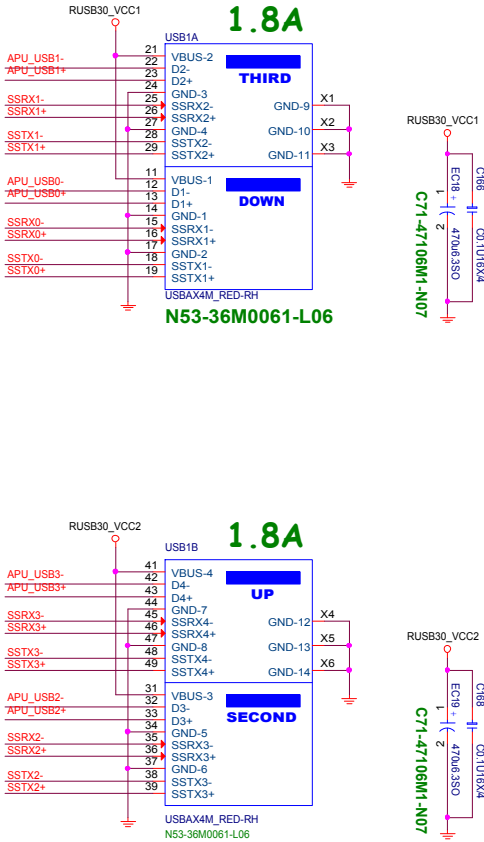 RUSB30_VCC1
1.8A
USB1A
APU_USB1- 21 VBUS-2
APU_USB1+ 22 D2-
23 D2+
THIRD
24 GND-3
SSRX1- 25 SSRX2- GND-9 X1
SSRX1+ 26 SSRX2+
27 GND-4 GND-10 X2
SSTX1- 28 SSTX2-
SSTX1+ 29 SSTX2+ GND-11 X3
11 VBUS-1
APU_USB0- 12 D1-
APU_USB0+ 13 D1+
DOWN
14 GND-1
SSRX0- 15 SSRX1-
SSRX0+ 16 SSRX1+
17 GND-2
SSTX0- 18 SSTX1-
SSTX0+ 19 SSTX1+
USBAX4M_RED-RH
N53-36M0061-L06
RUSB30_VCC1
C166
C0.1U16X/4
EC18 +
1
2
470u6.3SO
C71-47106M1-N07
RUSB30_VCC2
1.8A
USB1B
41 VBUS-4
APU_USB3- 42 D4-
APU_USB3+ 43 D4+
UP
44 GND-7
SSRX3- 45 SSRX4- GND-12 X4
SSRX3+ 46 SSRX4+
47 GND-8 GND-13 X5
SSTX3- 48 SSTX4-
SSTX3+ 49 SSTX4+ GND-14 X6
31 VBUS-3
APU_USB2- 32 D3-
APU_USB2+ 33 D3+
SECOND
34 GND-5
SSRX2- 35 SSRX3-
SSRX2+ 36 SSRX3+
37 GND-6
SSTX2- 38 SSTX3-
SSTX2+ 39 SSTX3+
USBAX4M_RED-RH
N53-36M0061-L06
RUSB30_VCC2
C168
C0.1U16X/4
EC19 +
1
2
470u6.3SO
C71-47106M1-N07